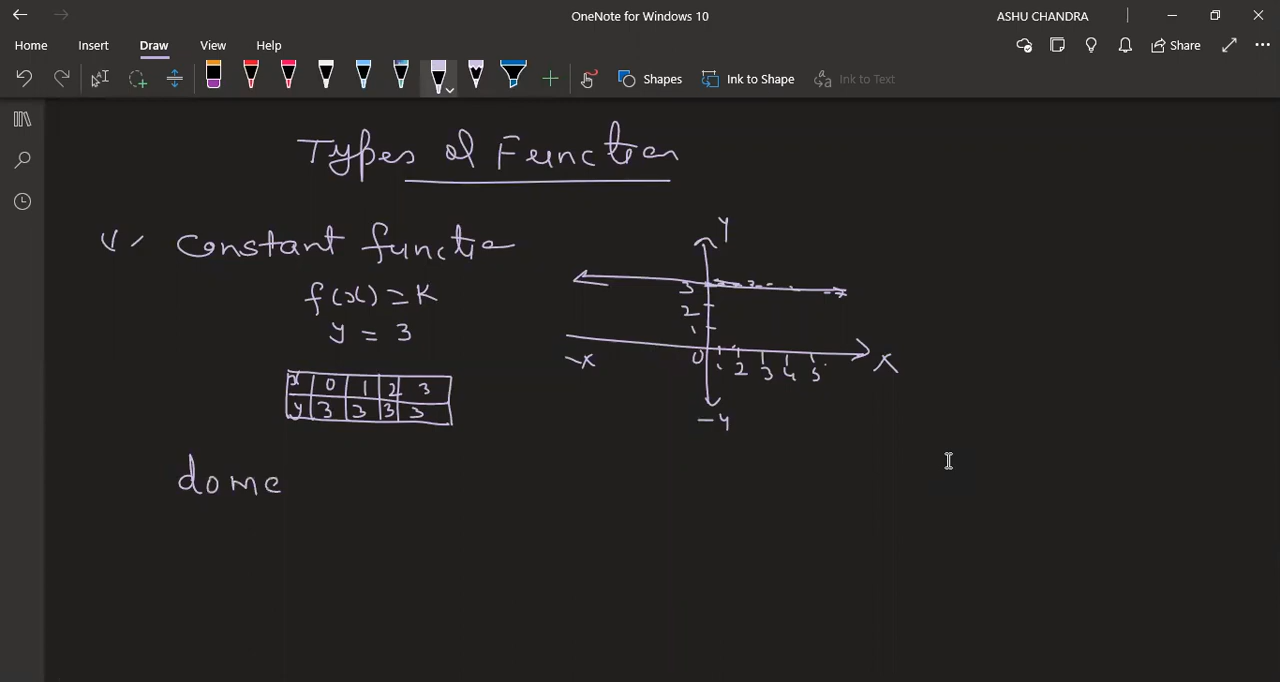 OneNote for Windows 10
ASHU CHANDRA
Home Insert Draw View Help
Share
Shapes Ink to Shape Ink to Text
Types of Function
1. Constant functio
f(x) = K
y = 3
x 0 1 2 3
y 3 3 3 3
Y
3
2
1
0 1 2 3 4 5
-X X
-Y
dome